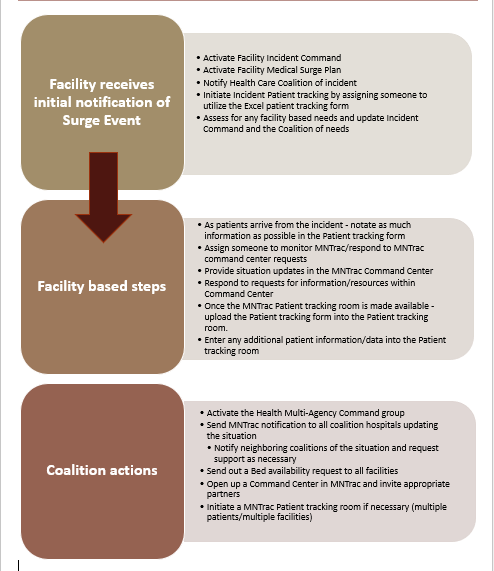 Facility receives
initial notification of
Surge Event
• Activate Facility Incident Command
• Activate Facility Medical Surge Plan
• Notify Health Care Coalition of incident
• Initiate Incident Patient tracking by assigning someone to
utilize the Excel patient tracking form
• Assess for any facility based needs and update Incident
Command and the Coalition of needs
Facility based steps
• As patients arrive from the incident - notate as much
information as possible in the Patient tracking form
• Assign someone to monitor MNTrac/respond to MNTrac
command center requests
• Provide situation updates in the MNTrac Command Center
• Respond to requests for information/resources within
Command Center
• Once the MNTrac Patient tracking room is made available -
upload the Patient tracking form into the Patient tracking
room.
• Enter any additional patient information/data into the Patient
tracking room
Coalition actions
• Activate the Health Multi-Agency Command group
• Send MNTrac notification to all coalition hospitals updating
the situation
• Notify neighboring coalitions of the situation and request
support as necessary
• Send out a Bed availability request to all facilities
• Open up a Command Center in MNTrac and invite appropriate
partners
• Initiate a MNTrac Patient tracking room if necessary (multiple
patients/multiple facilities)